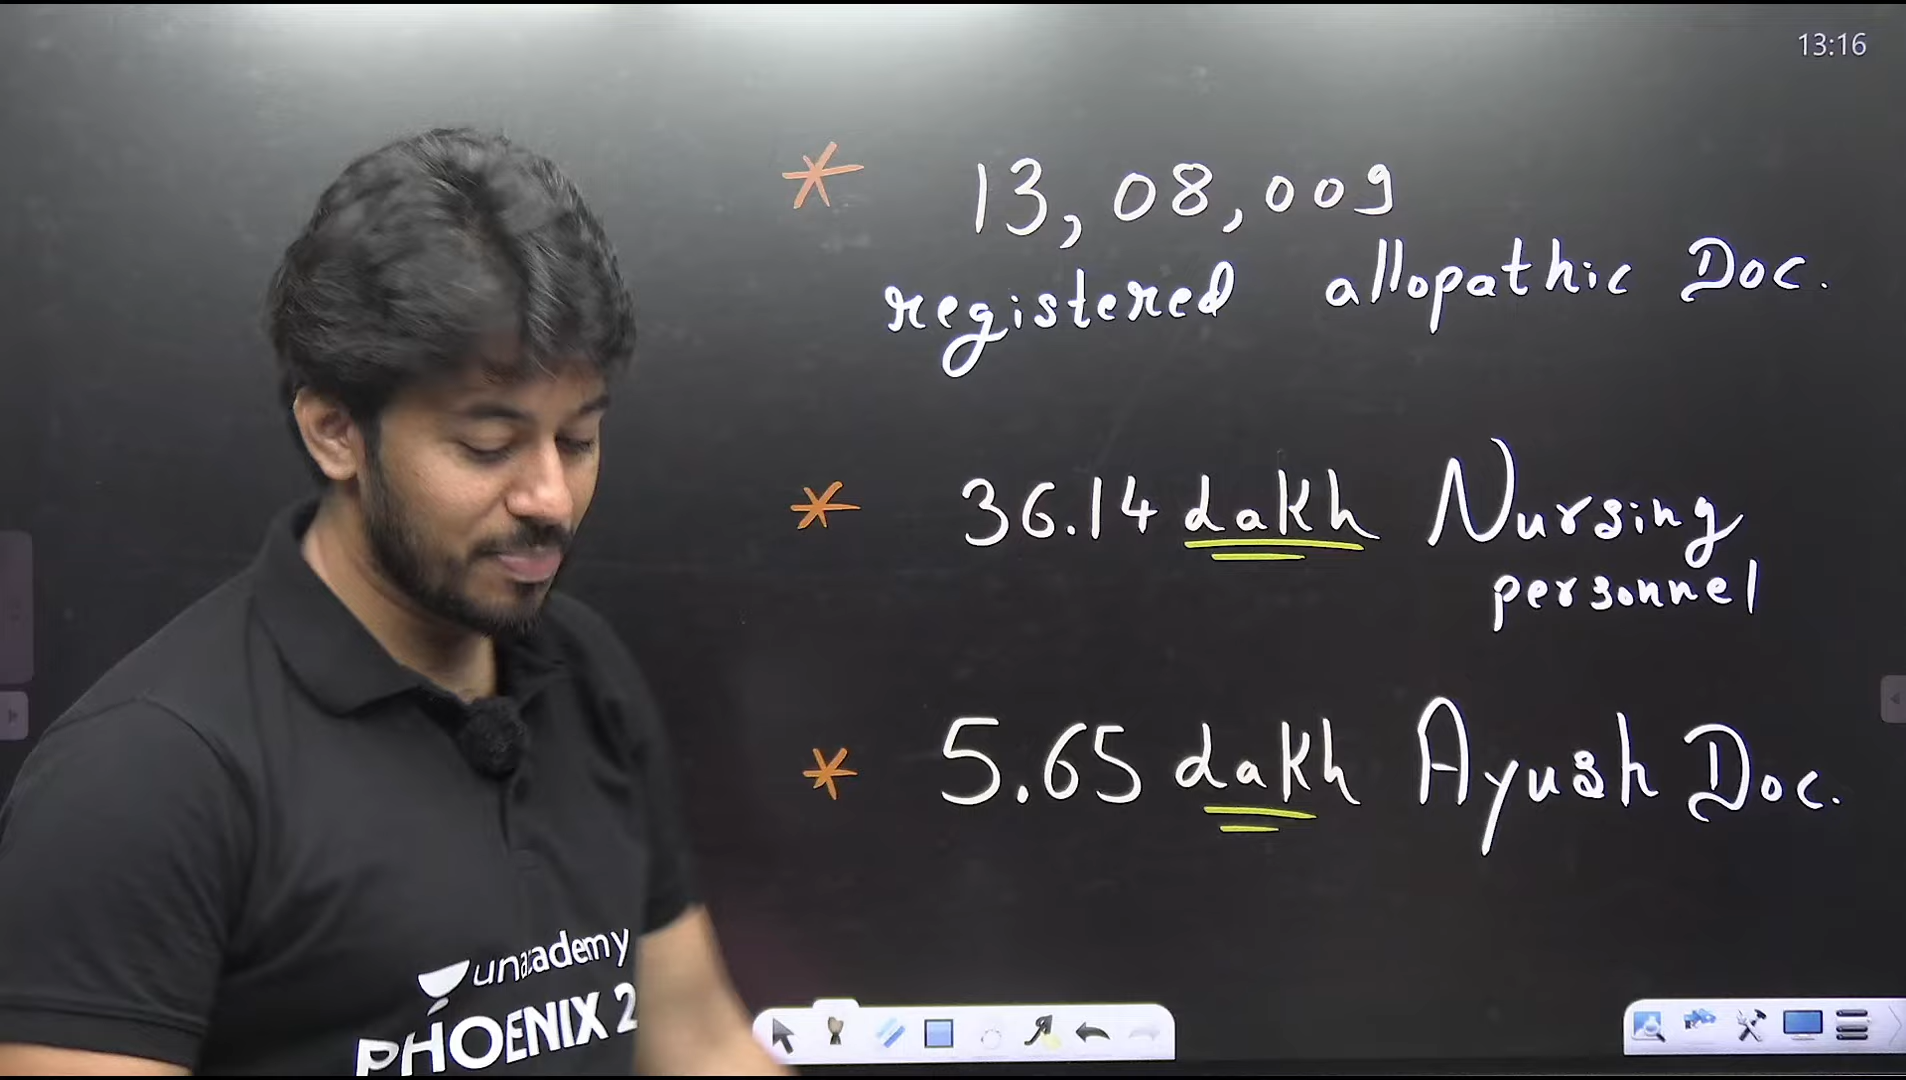 13:16
* 13,08,009
registered allopathic Doc.
* 36.14 Lakh Nursing
personnel
* 5.65 Lakh Ayush Doc.
unacademy
PHOENIX 2